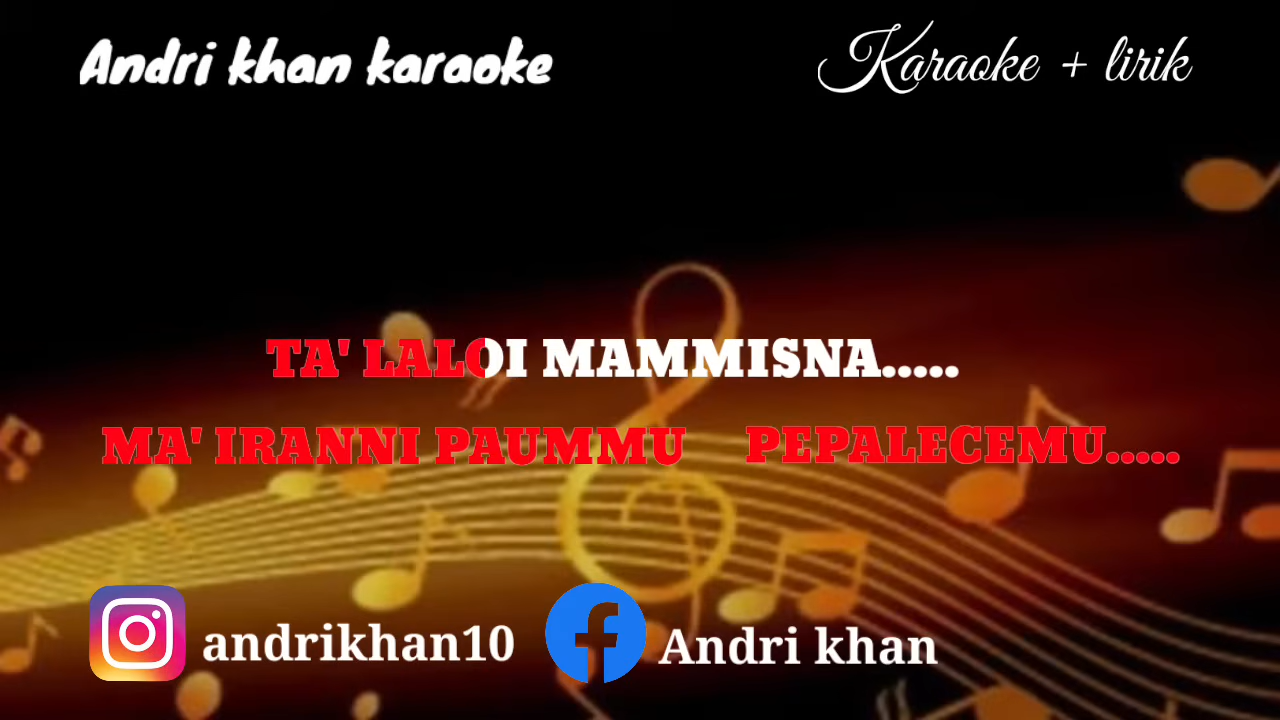 Andri khan karaoke
Karaoke + lirik
TA' LALOI MAMMISNA.....
MA' IRANNI PAUMMU PEPALECEMU.....
andrikhan10
Andri khan